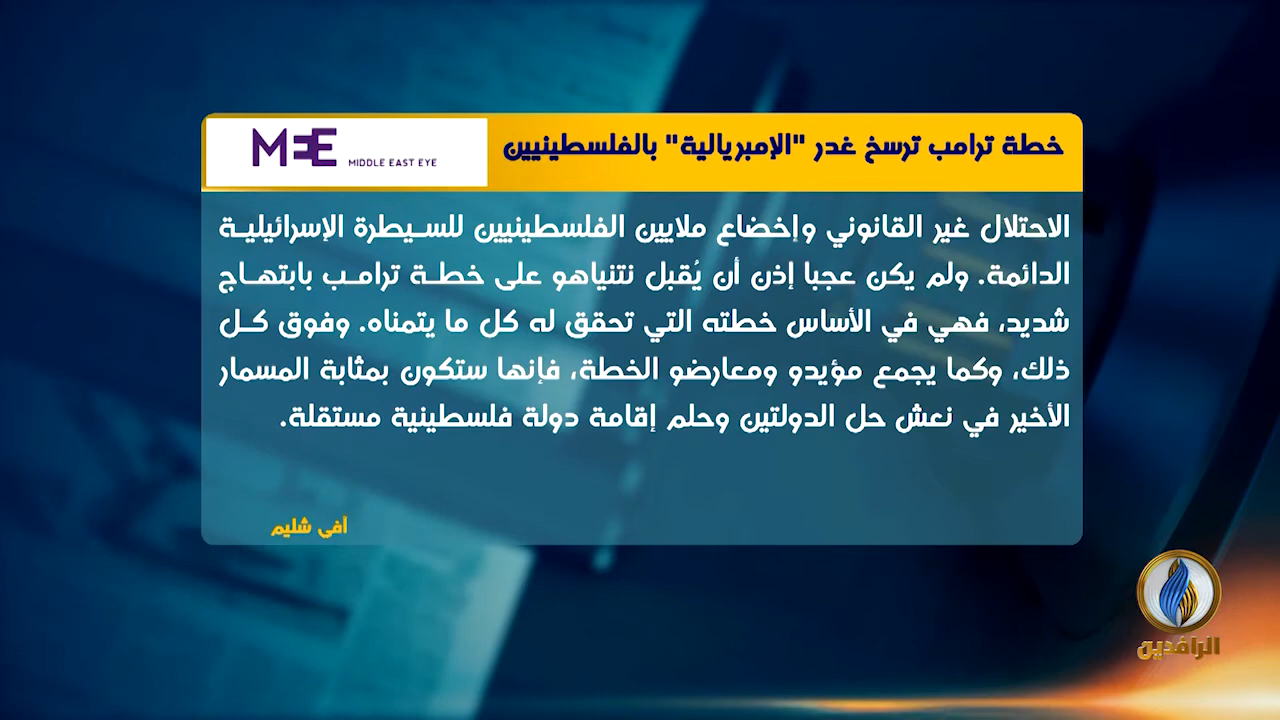 خطة ترامب ترسخ غدر "الإمبريالية" بالفلسطينيين
MEE MIDDLE EAST EYE
الاحتلال غير القانوني وإخضاع ملايين الفلسطينيين للسيطرة الإسرائيلية
الدائمة. ولم يكن عجبا إذن أن يُقبل نتنياهو على خطة ترامب بابتهاج
شديد، فهي في الأساس خطته التي تحقق له كل ما يتمناه. وفوق كل
ذلك، وكما يجمع مؤيدو ومعارضو الخطة، فإنها ستكون بمثابة المسمار
الأخير في نعش حل الدولتين وحلم إقامة دولة فلسطينية مستقلة.
آفي شليم
الرافدين